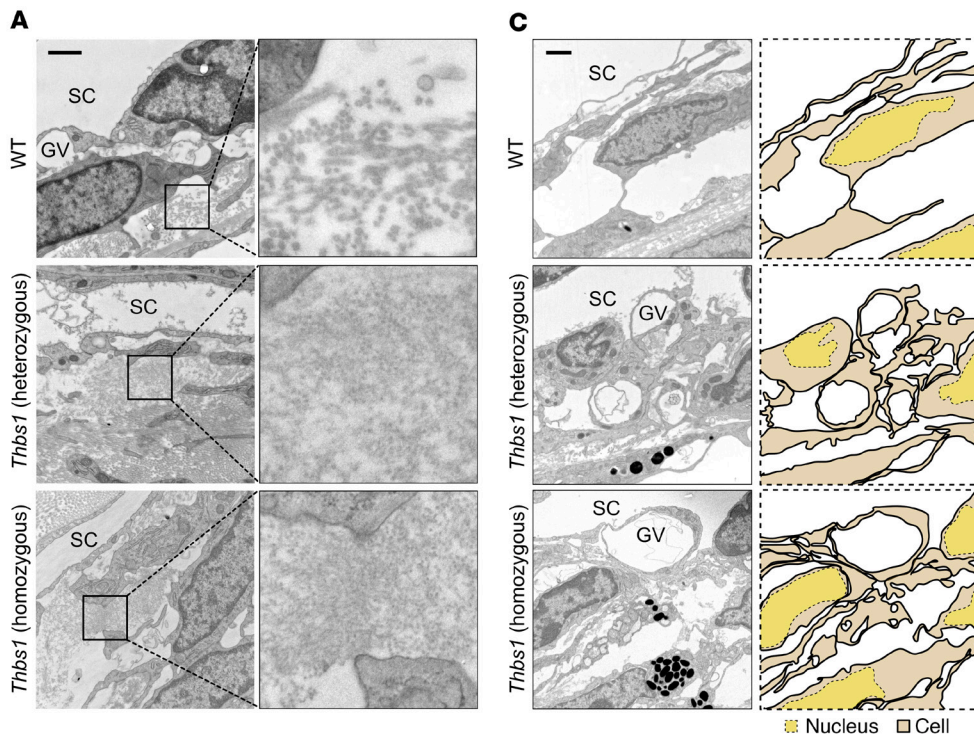 A
WT
SC
GV
Thbs1 (heterozygous)
SC
Thbs1 (homozygous)
SC
C
WT
SC
Thbs1 (heterozygous)
SC
GV
Thbs1 (homozygous)
SC
GV
Nucleus Cell